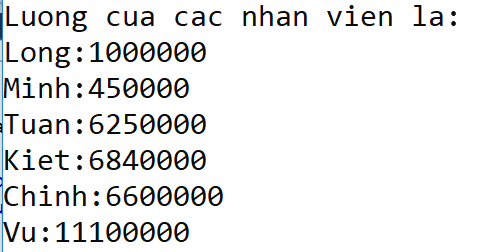 Luong cua cac nhan vien la:
Long:1000000
Minh:450000
Tuan:6250000
Kiet:6840000
Chinh:6600000
Vu:11100000